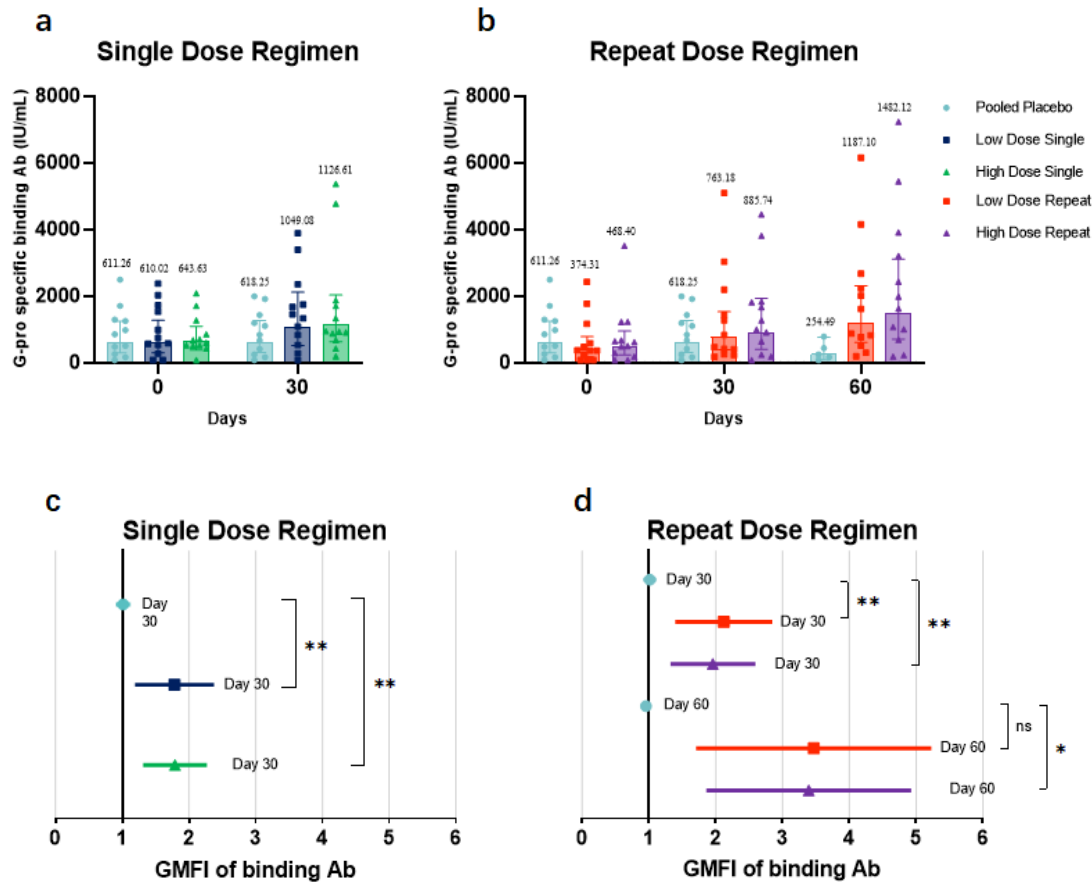 a
Single Dose Regimen
G-pro specific binding Ab (IU/mL)
8000
6000
4000
2000
0
611.26
610.02
643.63
618.25
1049.08
1126.61
0
30
Days
b
Repeat Dose Regimen
G-pro specific binding Ab (IU/mL)
8000
6000
4000
2000
0
611.26
374.31
468.40
618.25
763.18
885.74
254.49
1187.10
1482.12
0
30
60
Days
Pooled Placebo
Low Dose Single
High Dose Single
Low Dose Repeat
High Dose Repeat
c
Single Dose Regimen
Day
30
Day 30
Day 30
**
**
0
1
2
3
4
5
6
GMFI of binding Ab
d
Repeat Dose Regimen
Day 30
Day 30
Day 30
Day 60
Day 60
Day 60
**
**
ns
*
0
1
2
3
4
5
6
GMFI of binding Ab